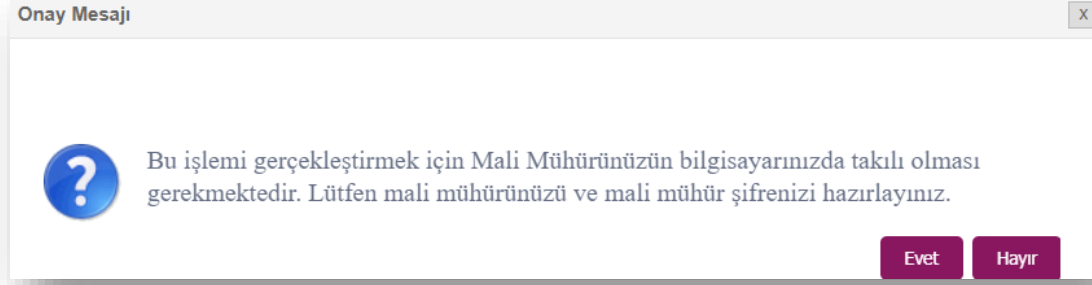 Onay Mesajı
X
Bu işlemi gerçekleştirmek için Mali Mühürünüzün bilgisayarınızda takılı olması
gerekmektedir. Lütfen mali mühürünüzü ve mali mühür şifrenizi hazırlayınız.
Evet Hayır